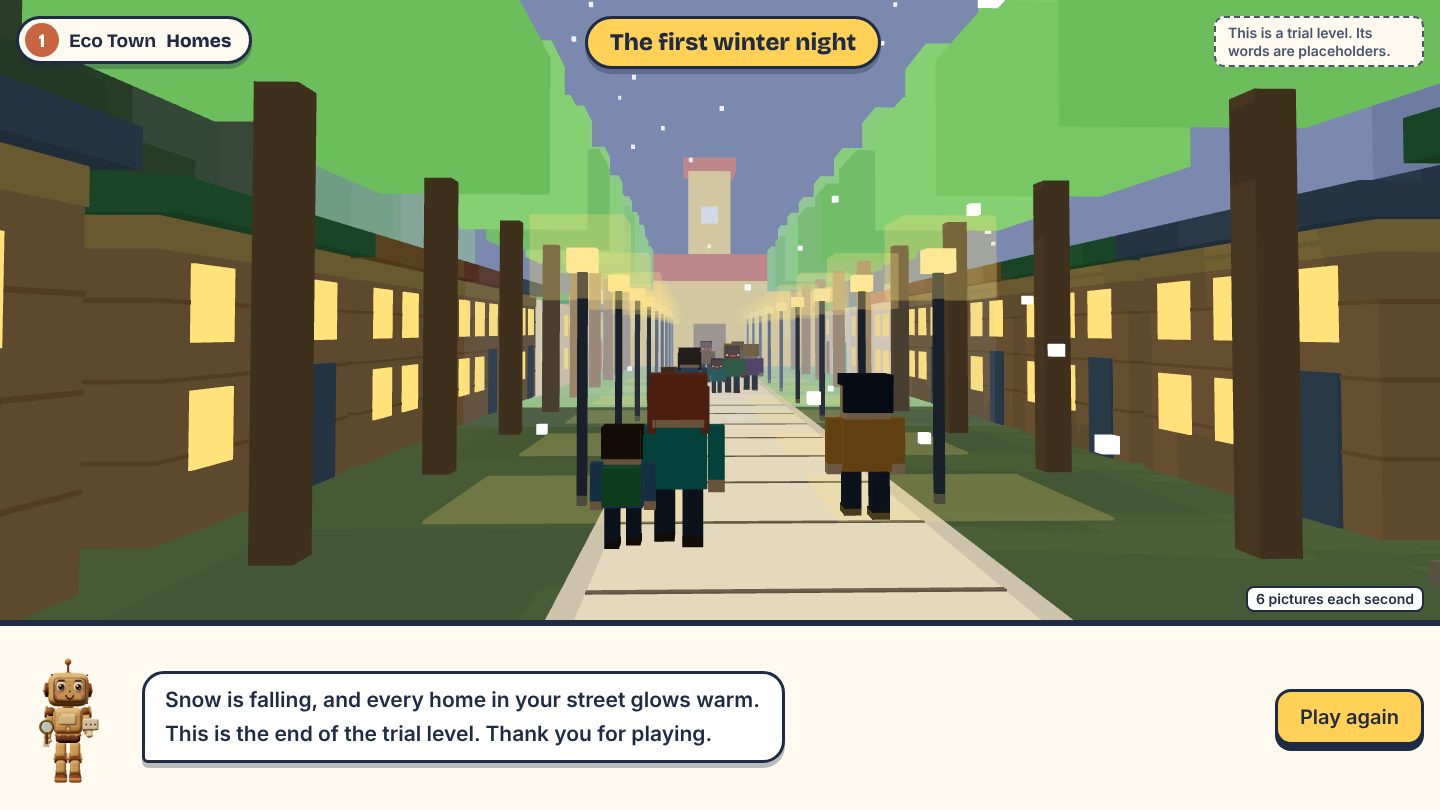 1 Eco Town Homes
The first winter night
This is a trial level. Its
words are placeholders.
6 pictures each second
Snow is falling, and every home in your street glows warm.
This is the end of the trial level. Thank you for playing.
Play again